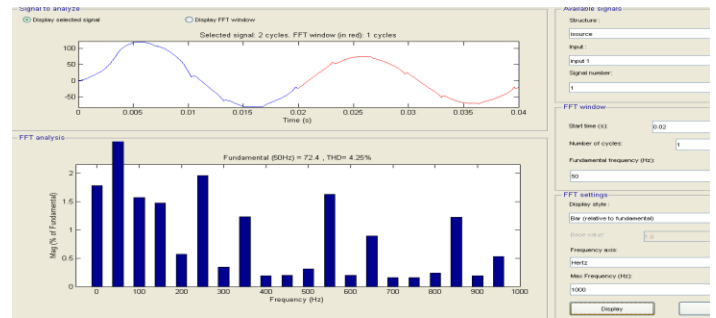 Signal to analyze
Display selected signal
Display FFT window
Selected signal: 2 cycles. FFT window (in red): 1 cycles
100
50
0
-50
0 0.005 0.01 0.015 0.02 0.025 0.03 0.035 0.04
Time (s)
FFT analysis
Fundamental (50Hz) = 72.4 , THD= 4.25%
2
1.5
1
0.5
0
Mag (% of Fundamental)
0 100 200 300 400 500 600 700 800 900 1000
Frequency (Hz)
Available signals
Structure :
isource
Input :
input 1
Signal number:
1
FFT window
Start time (s):
0.02
Number of cycles:
1
Fundamental frequency (Hz):
50
FFT settings
Display style :
Bar (relative to fundamental)
Base value:
1.0
Frequency axis:
Hertz
Max Frequency (Hz):
1000
Display